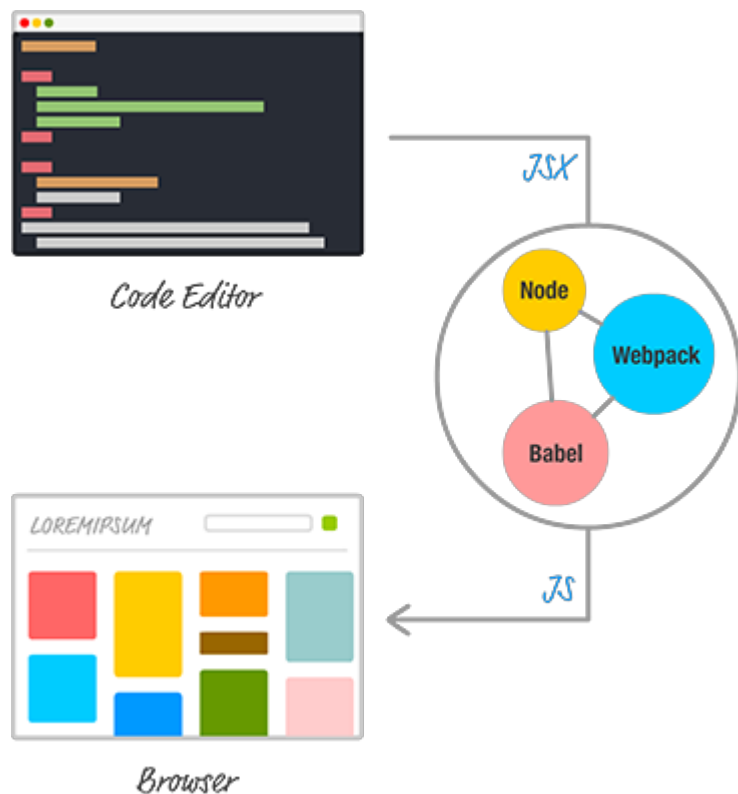 JSX
Code Editor
Node
Webpack
Babel
LOREMIPSUM
JS
Browser